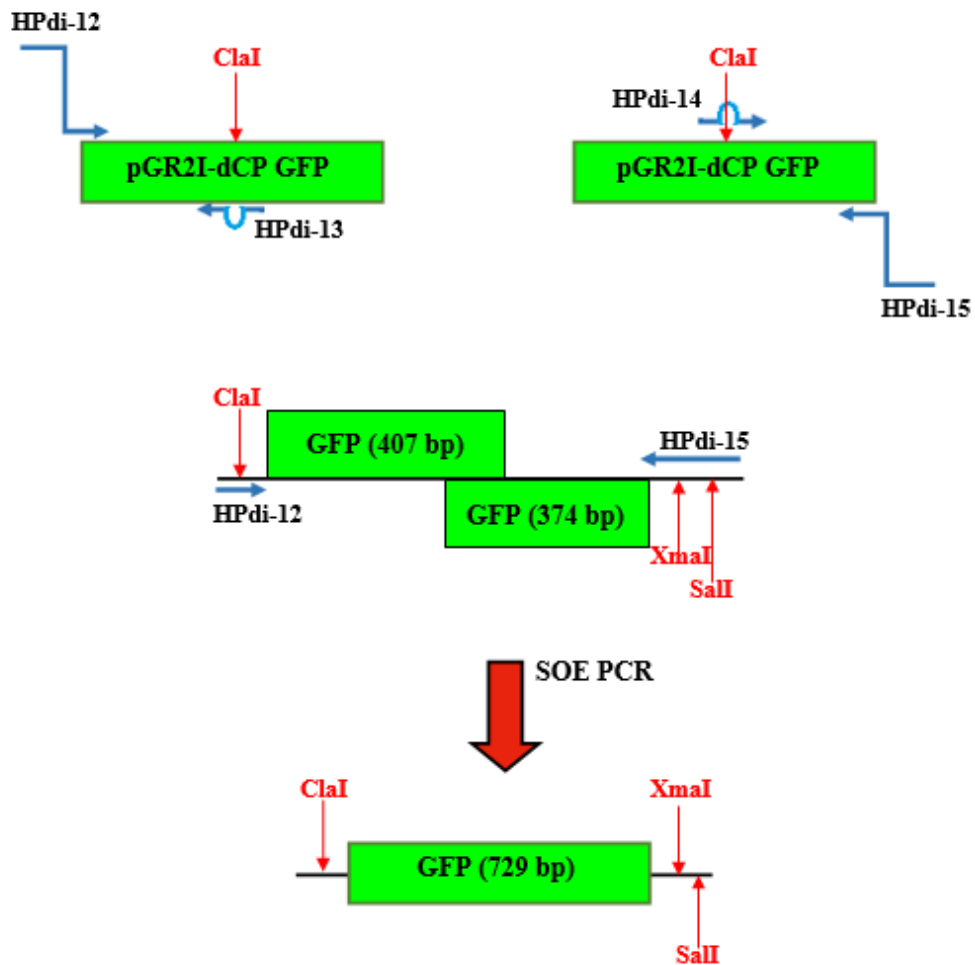 HPdi-12
ClaI
pGR2I-dCP GFP
HPdi-13
ClaI
HPdi-14
pGR2I-dCP GFP
HPdi-15
ClaI
GFP (407 bp)
HPdi-15
HPdi-12
GFP (374 bp)
XmaI
SalI
SOE PCR
ClaI
XmaI
GFP (729 bp)
SalI